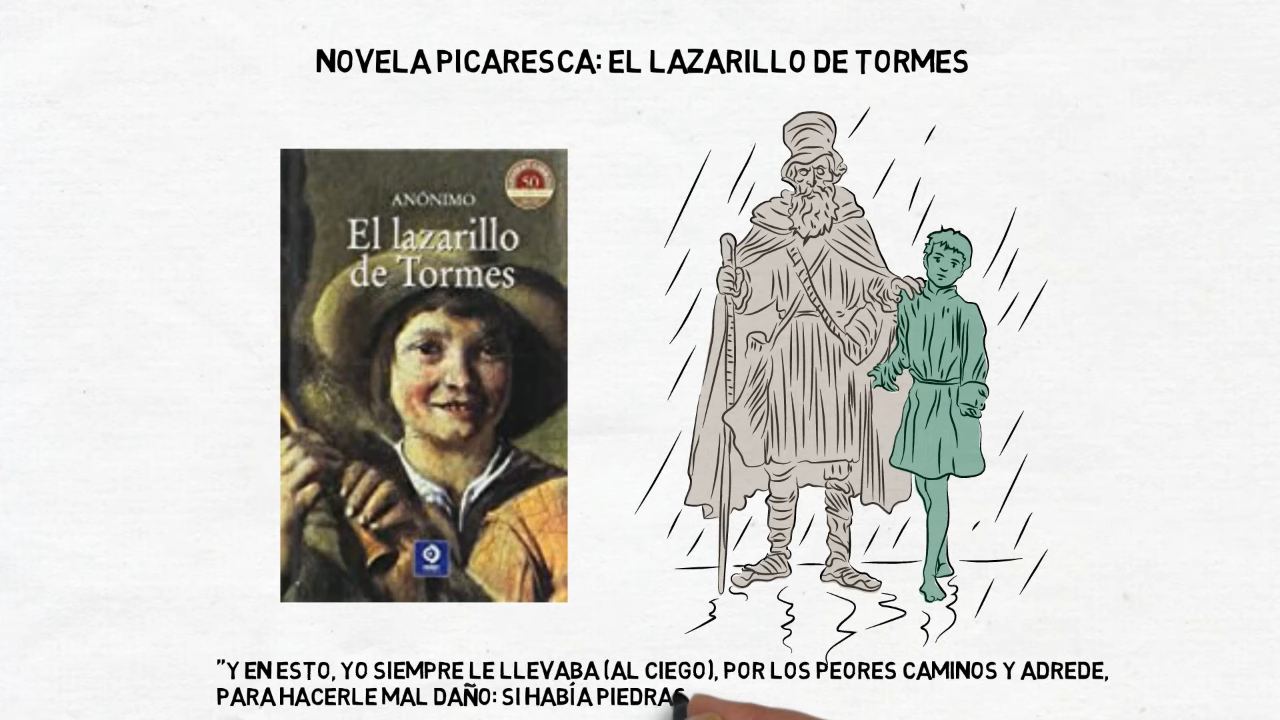 NOVELA PICARESCA: EL LAZARILLO DE TORMES
ANÓNIMO
El lazarillo
de Tormes
50
"Y EN ESTO, YO SIEMPRE LE LLEVABA (AL CIEGO), POR LOS PEORES CAMINOS Y ADREDE,
PARA HACERLE MAL DAÑO: SI HABÍA PIEDRAS